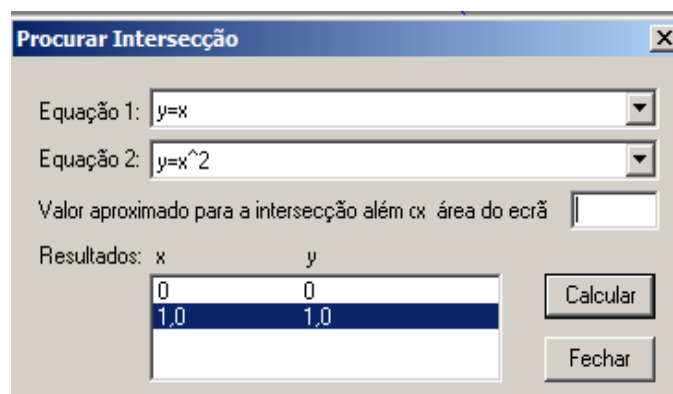 Procurar Intersecção
Equação 1: y=x
Equação 2: y=x^2
Valor aproximado para a intersecção além cx área do ecrã
Resultados: x y
0 0
1,0 1,0
Calcular
Fechar